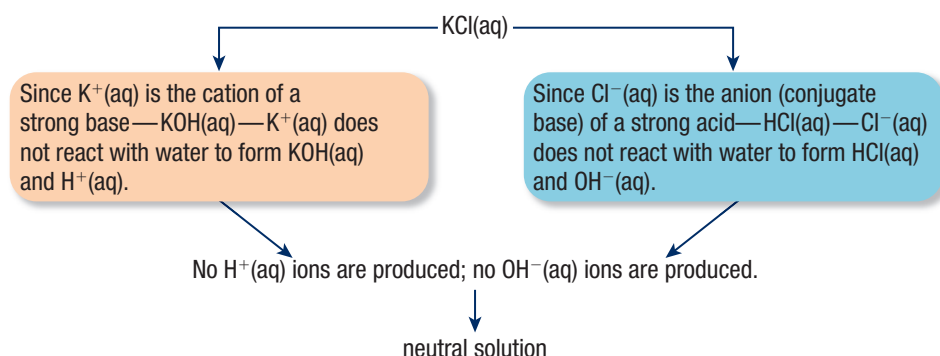 KCl(aq)
Since K⁺(aq) is the cation of a
strong base—KOH(aq)—K⁺(aq) does
not react with water to form KOH(aq)
and H⁺(aq).
Since Cl⁻(aq) is the anion (conjugate
base) of a strong acid—HCl(aq)—Cl⁻(aq)
does not react with water to form HCl(aq)
and OH⁻(aq).
No H⁺(aq) ions are produced; no OH⁻(aq) ions are produced.
neutral solution